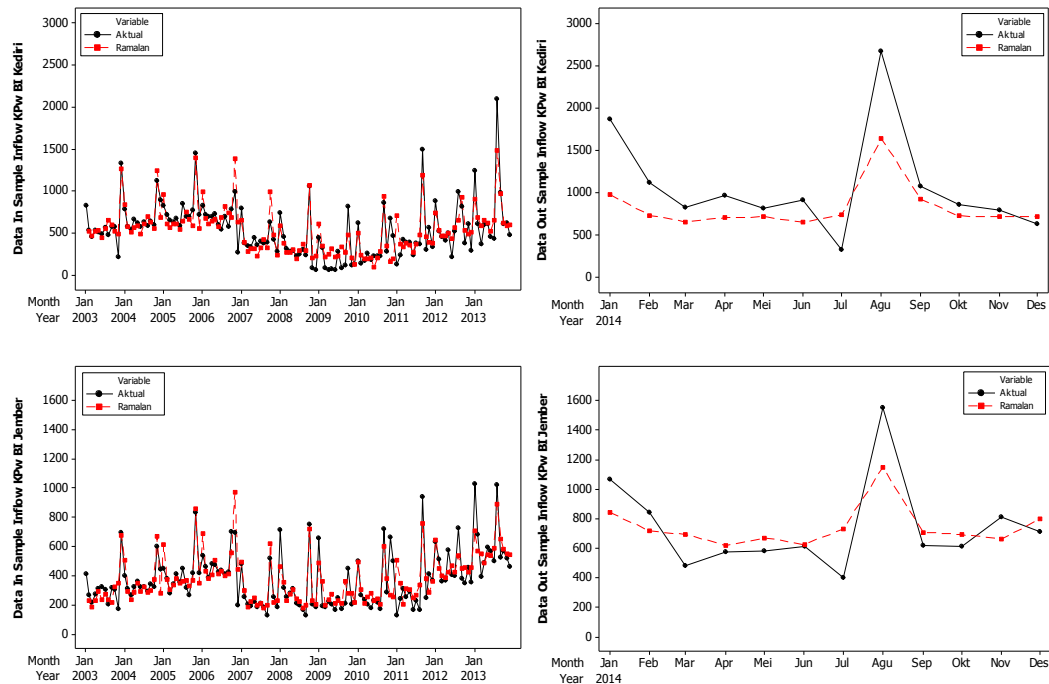 Data In Sample Inflow KPw BI Kediri
3000
2500
2000
1500
1000
500
0
Variable
Aktual
Ramalan
Month Jan Jan Jan Jan Jan Jan Jan Jan Jan Jan Jan
Year 2003 2004 2005 2006 2007 2008 2009 2010 2011 2012 2013
Data Out Sample Inflow KPw BI Kediri
3000
2500
2000
1500
1000
500
0
Variable
Aktual
Ramalan
Month Jan Feb Mar Apr Mei Jun Jul Agu Sep Okt Nov Des
Year 2014
Data In Sample Inflow KPw BI Jember
1600
1400
1200
1000
800
600
400
200
0
Variable
Aktual
Ramalan
Month Jan Jan Jan Jan Jan Jan Jan Jan Jan Jan Jan
Year 2003 2004 2005 2006 2007 2008 2009 2010 2011 2012 2013
Data Out Sample Inflow KPw BI Jember
1600
1400
1200
1000
800
600
400
200
0
Variable
Aktual
Ramalan
Month Jan Feb Mar Apr Mei Jun Jul Agu Sep Okt Nov Des
Year 2014